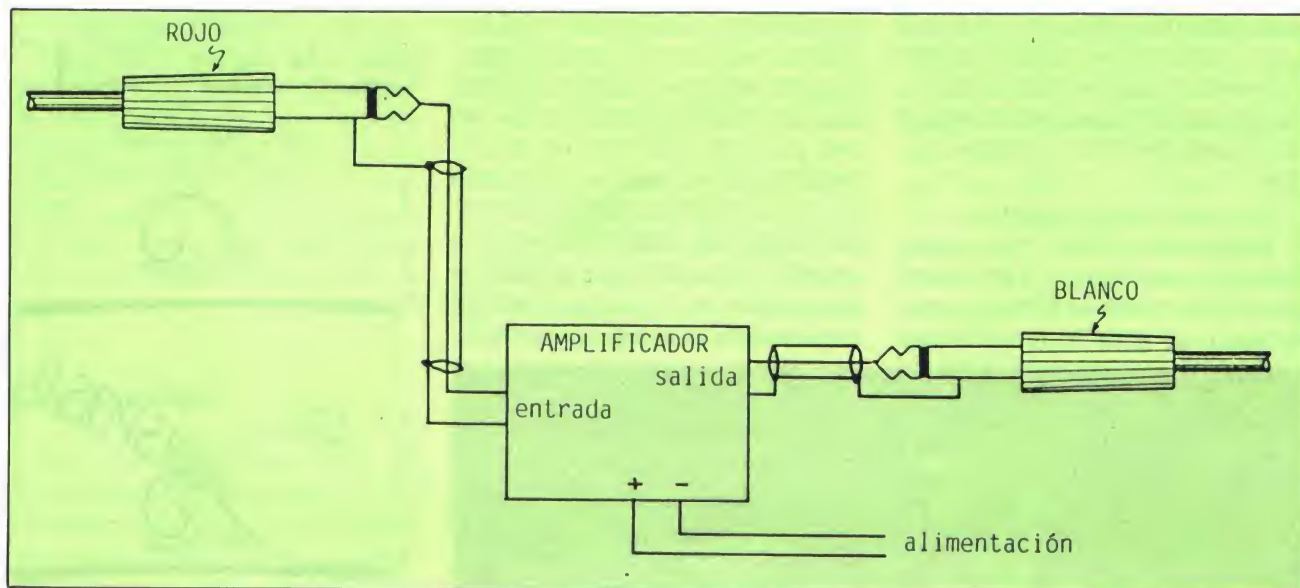 ROJO
BLANCO
AMPLIFICADOR
salida
entrada
+ -
alimentación